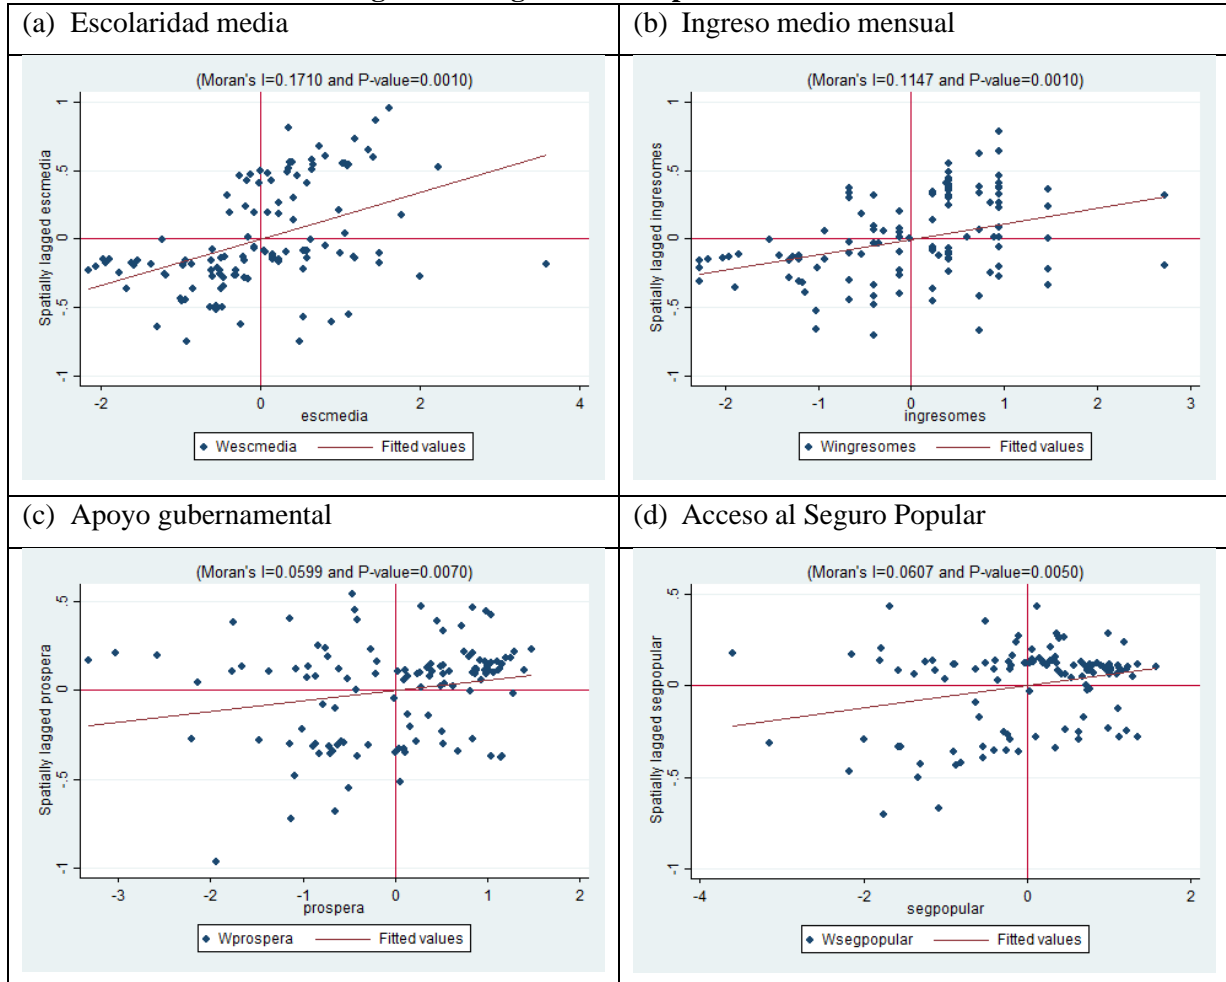 (a) Escolaridad media
(b) Ingreso medio mensual
(Moran's I=0.1710 and P-value=0.0010)
Spatially lagged escmedia
1
.5
0
-.5
-1
-2
0
2
4
escmedia
Wescmedia
Fitted values
(Moran's I=0.1147 and P-value=0.0010)
Spatially lagged ingresomes
1
.5
0
-.5
-1
-2
-1
0
1
2
3
ingresomes
Wingresomes
Fitted values
(c) Apoyo gubernamental
(d) Acceso al Seguro Popular
(Moran's I=0.0599 and P-value=0.0070)
Spatially lagged prospera
.5
0
-.5
-1
-3
-2
-1
0
1
2
prospera
Wprospera
Fitted values
(Moran's I=0.0607 and P-value=0.0050)
Spatially lagged segpopular
.5
0
-.5
-1
-4
-2
0
2
segpopular
Wsegpopular
Fitted values